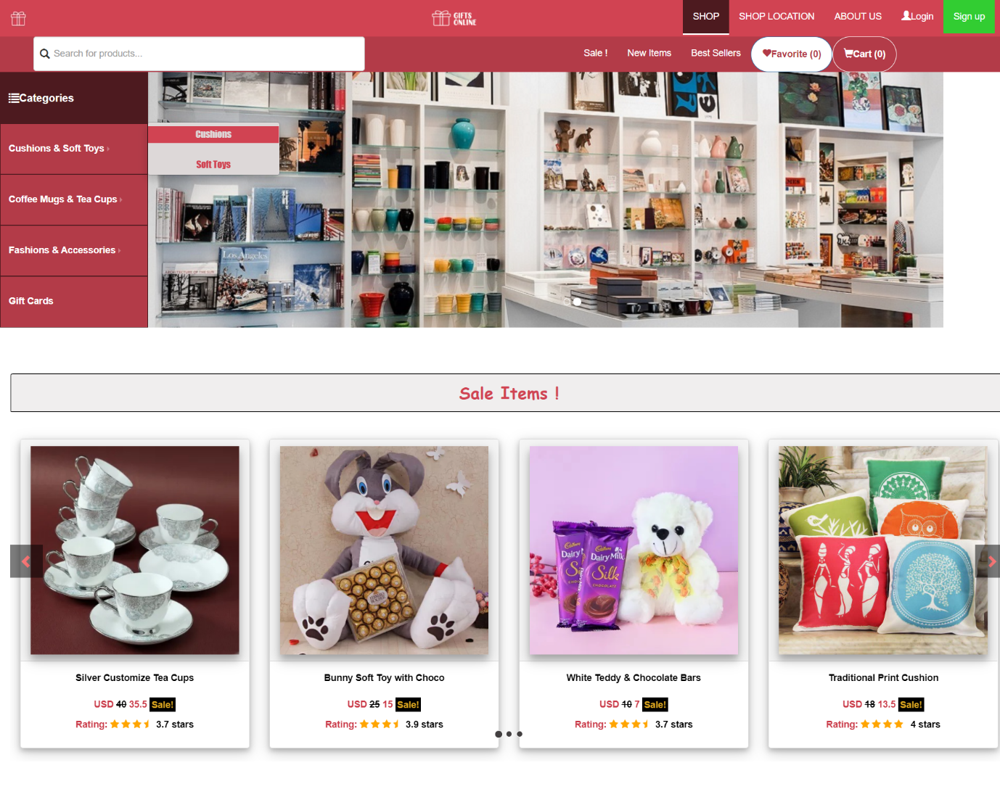 GIFTS
ONLINE
SHOP
SHOP LOCATION
ABOUT US
Login
Sign up
Search for products...
Sale !
New Items
Best Sellers
Favorite (0)
Cart (0)
Categories
Cushions & Soft Toys
Cushions
Soft Toys
Coffee Mugs & Tea Cups
Fashions & Accessories
Gift Cards
Los Angeles
Sale Items !
Cadbury
Dairy Milk
Silk
CHOCOLATE
Silver Customize Tea Cups
USD 40 35.5 Sale!
Rating: 3.7 stars
Bunny Soft Toy with Choco
USD 25 15 Sale!
Rating: 3.9 stars
White Teddy & Chocolate Bars
USD 10 7 Sale!
Rating: 3.7 stars
Traditional Print Cushion
USD 18 13.5 Sale!
Rating: 4 stars